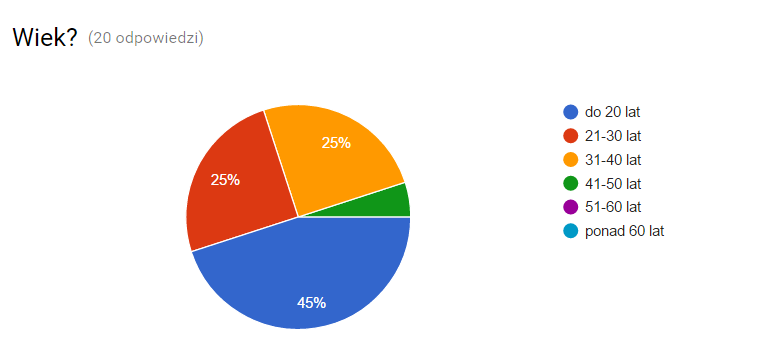 Wiek? (20 odpowiedzi)
25%
25%
45%
do 20 lat
21-30 lat
31-40 lat
41-50 lat
51-60 lat
ponad 60 lat